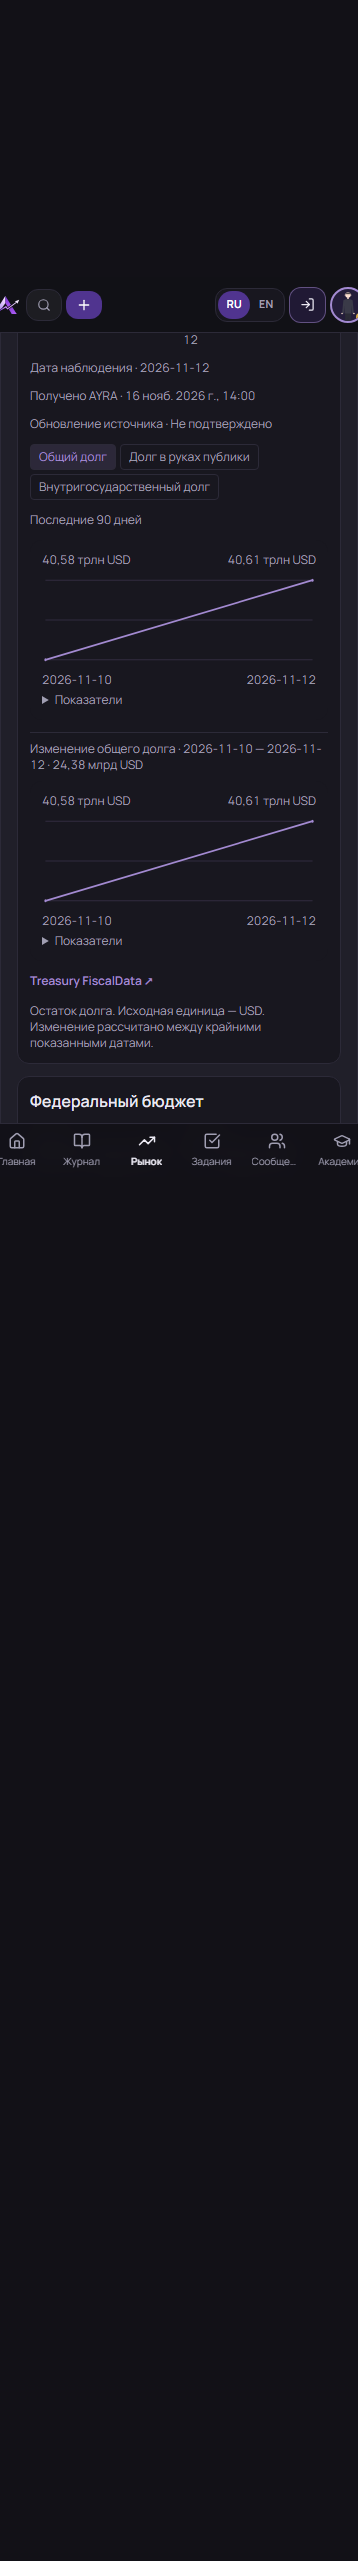 RU EN
12
Дата наблюдения · 2026-11-12
Получено AYRA · 16 нояб. 2026 г., 14:00
Обновление источника · Не подтверждено
Общий долг
Долг в руках публики
Внутригосударственный долг
Последние 90 дней
40,58 трлн USD
40,61 трлн USD
2026-11-10
2026-11-12
▶ Показатели
Изменение общего долга · 2026-11-10 — 2026-11-
12 · 24,38 млрд USD
40,58 трлн USD
40,61 трлн USD
2026-11-10
2026-11-12
▶ Показатели
Treasury FiscalData ↗
Остаток долга. Исходная единица — USD.
Изменение рассчитано между крайними
показанными датами.
Федеральный бюджет
Главная
Журнал
Рынок
Задания
Сообще...
Академи